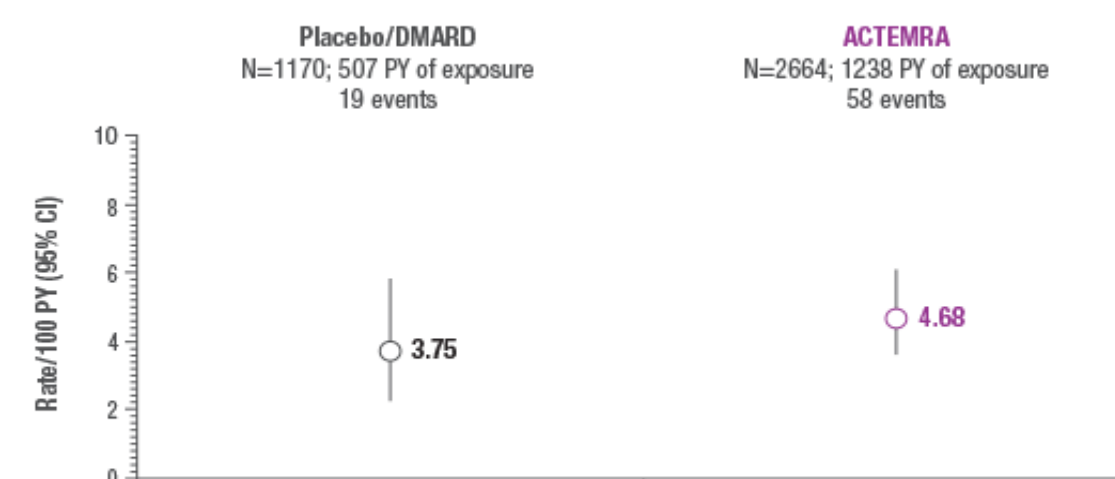 Placebo/DMARD
N=1170; 507 PY of exposure
19 events
ACTEMRA
N=2664; 1238 PY of exposure
58 events
Rate/100 PY (95% CI)
10
8
6
4
2
0
3.75
4.68